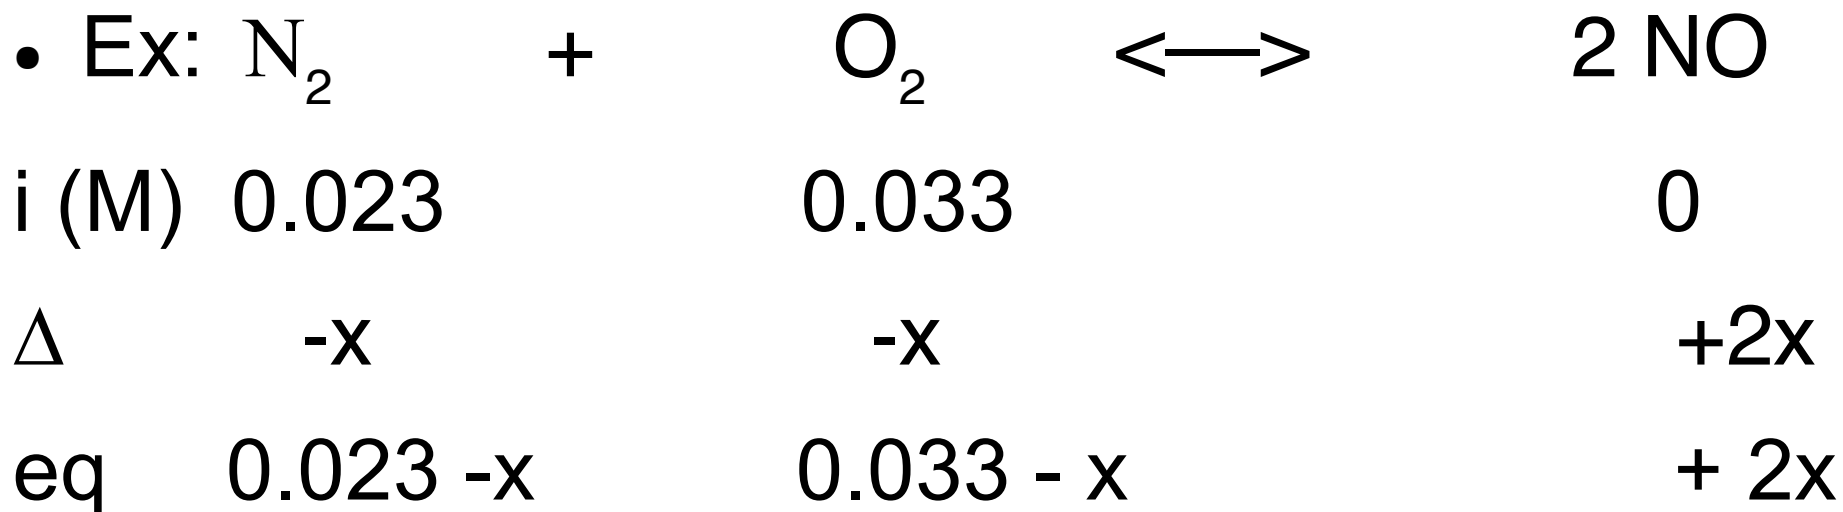 • Ex: N₂ + O₂ <—> 2 NO
i (M) 0.023 0.033 0
Δ -x -x +2x
eq 0.023 -x 0.033 - x + 2x